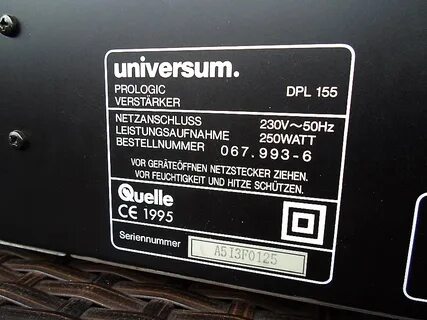 universum.
PROLOGIC DPL 155
VERSTÄRKER
NETZANSCHLUSS 230V~50Hz
LEISTUNGSAUFNAHME 250WATT
BESTELLNUMMER 067.993-6
VOR GERÄTEÖFFNEN NETZSTECKER ZIEHEN.
VOR FEUCHTIGKEIT UND HITZE SCHÜTZEN.
Quelle
CE 1995
Seriennummer A5I3F0125